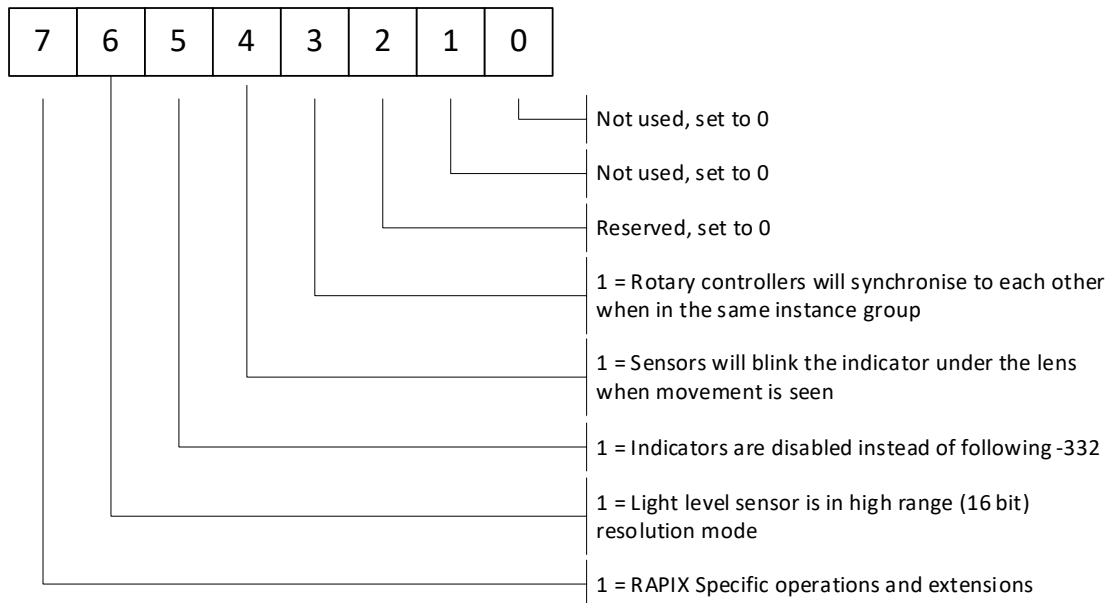 7 6 5 4 3 2 1 0
Not used, set to 0
Not used, set to 0
Reserved, set to 0
1 = Rotary controllers will synchronise to each other
when in the same instance group
1 = Sensors will blink the indicator under the lens
when movement is seen
1 = Indicators are disabled instead of following -332
1 = Light level sensor is in high range (16 bit)
resolution mode
1 = RAPIX Specific operations and extensions